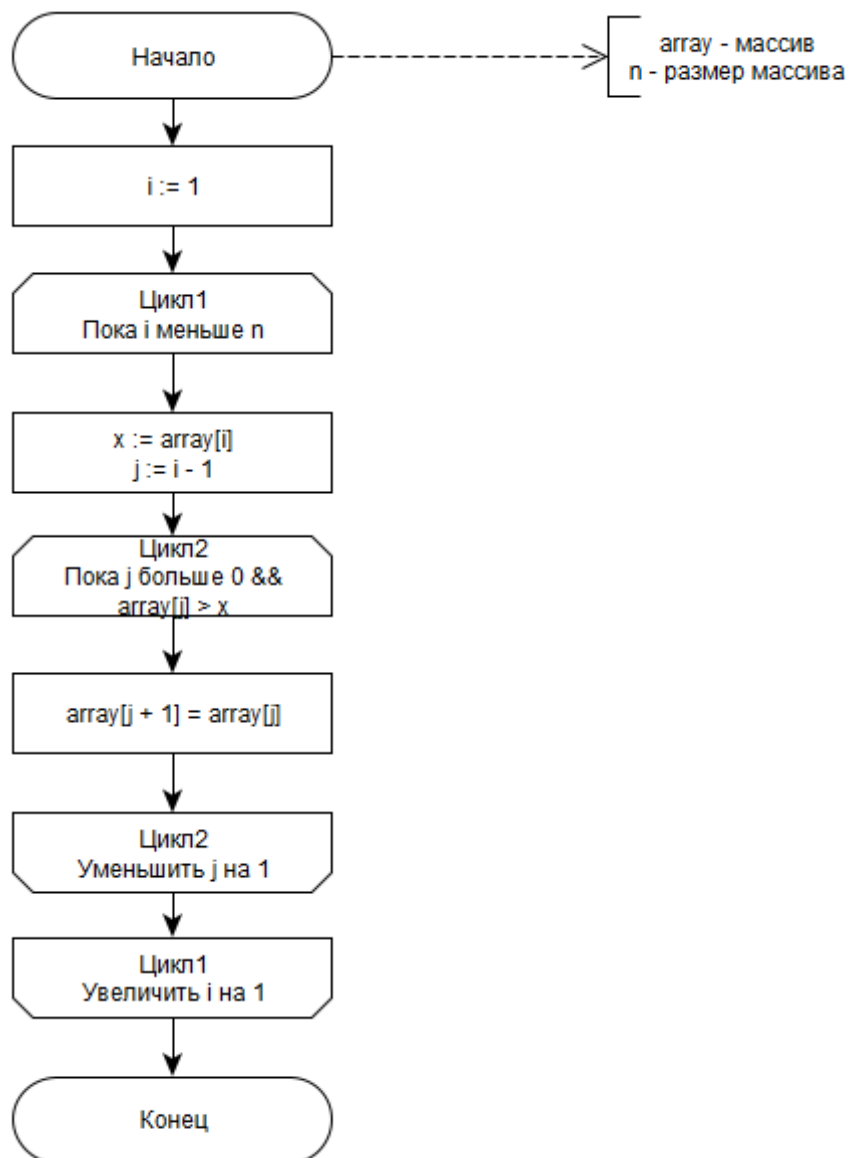 Начало
array - массив
n - размер массива
i := 1
Цикл1
Пока i меньше n
x := array[i]
j := i - 1
Цикл2
Пока j больше 0 &&
array[j] > x
array[j + 1] = array[j]
Цикл2
Уменьшить j на 1
Цикл1
Увеличить i на 1
Конец